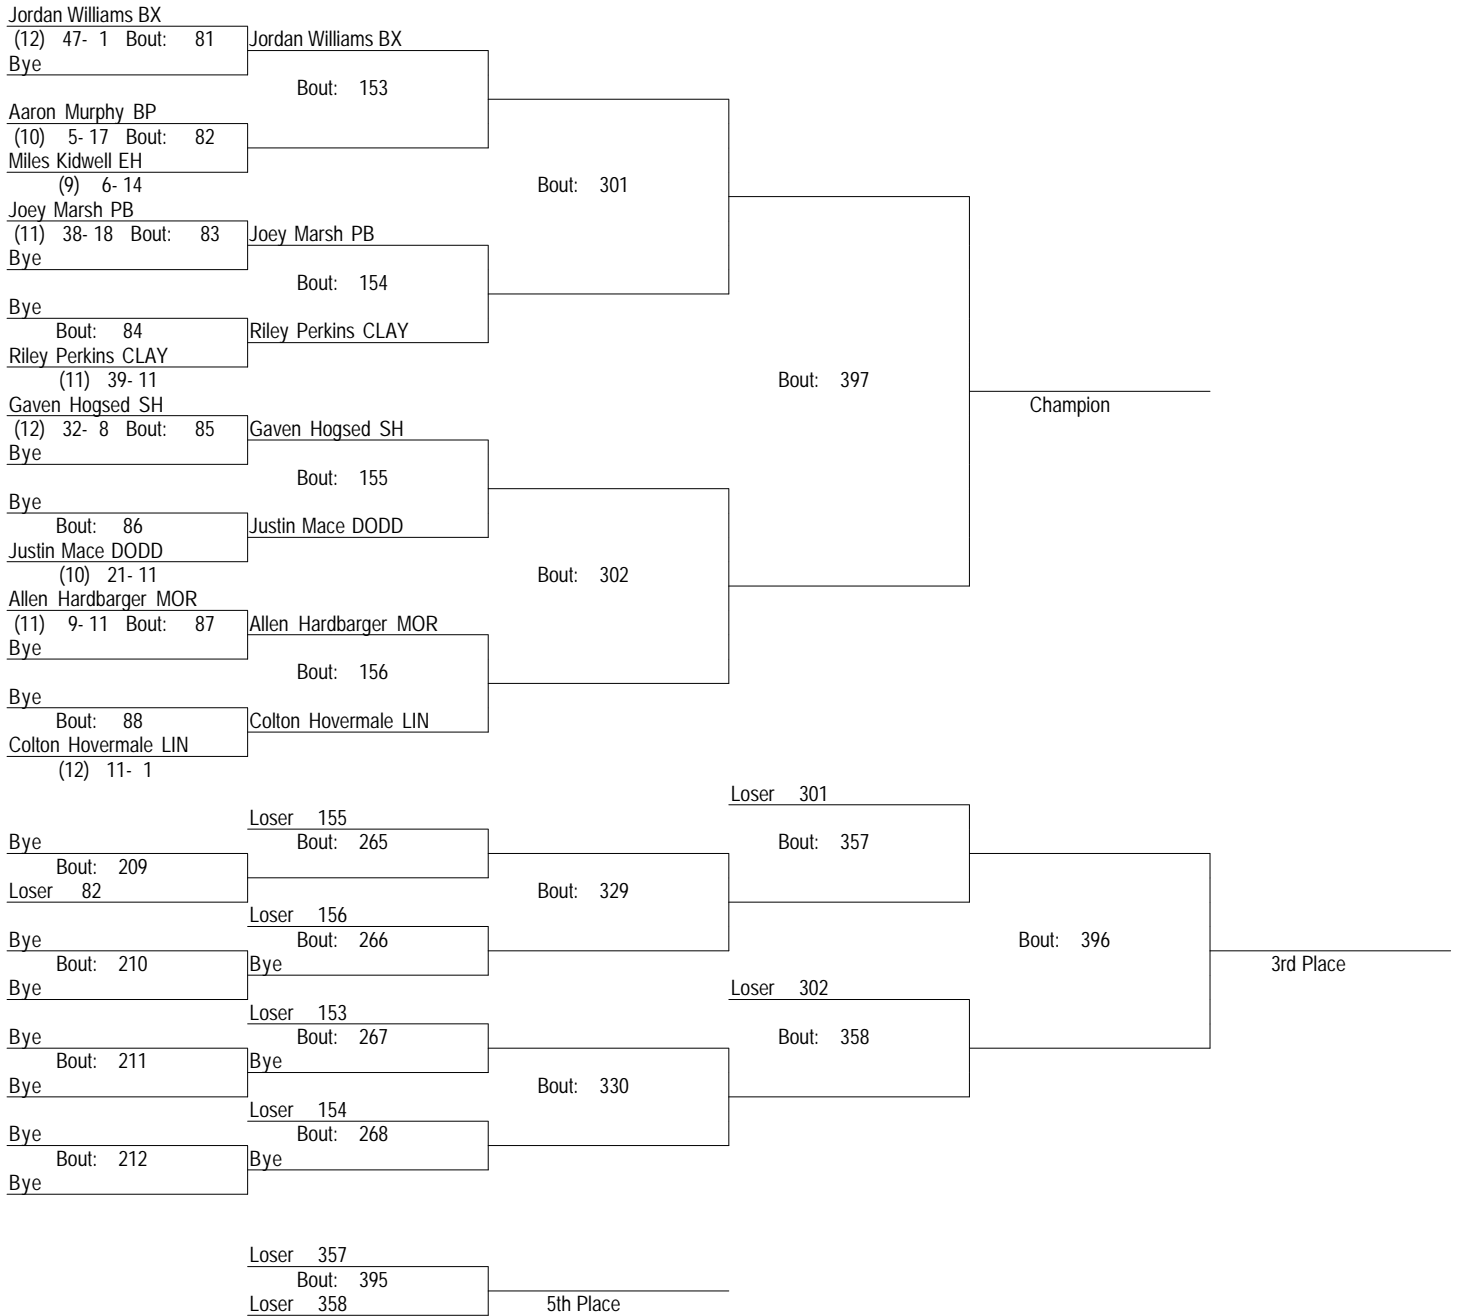 Jordan Williams BX
(12) 47- 1 Bout: 81 Jordan Williams BX
Bye
Bout: 153
Aaron Murphy BP
(10) 5- 17 Bout: 82
Miles Kidwell EH
(9) 6- 14 Bout: 301
Joey Marsh PB
(11) 38- 18 Bout: 83 Joey Marsh PB
Bye
Bout: 154
Bye
Bout: 84 Riley Perkins CLAY
Riley Perkins CLAY
(11) 39- 11 Bout: 397
Gaven Hogsed SH Champion
(12) 32- 8 Bout: 85 Gaven Hogsed SH
Bye
Bout: 155
Bye
Bout: 86 Justin Mace DODD
Justin Mace DODD
(10) 21- 11 Bout: 302
Allen Hardbarger MOR
(11) 9- 11 Bout: 87 Allen Hardbarger MOR
Bye
Bout: 156
Bye
Bout: 88 Colton Hovermale LIN
Colton Hovermale LIN
(12) 11- 1
Loser 301
Loser 155
Bye Bout: 265 Bout: 357
Bout: 209
Loser 82 Bout: 329
Loser 156
Bye Bout: 266 Bout: 396
Bout: 210 Bye 3rd Place
Bye Loser 302
Loser 153
Bye Bout: 267 Bout: 358
Bout: 211 Bye
Bye Bout: 330
Loser 154
Bye Bout: 268
Bout: 212 Bye
Bye
Loser 357
Bout: 395
Loser 358 5th Place